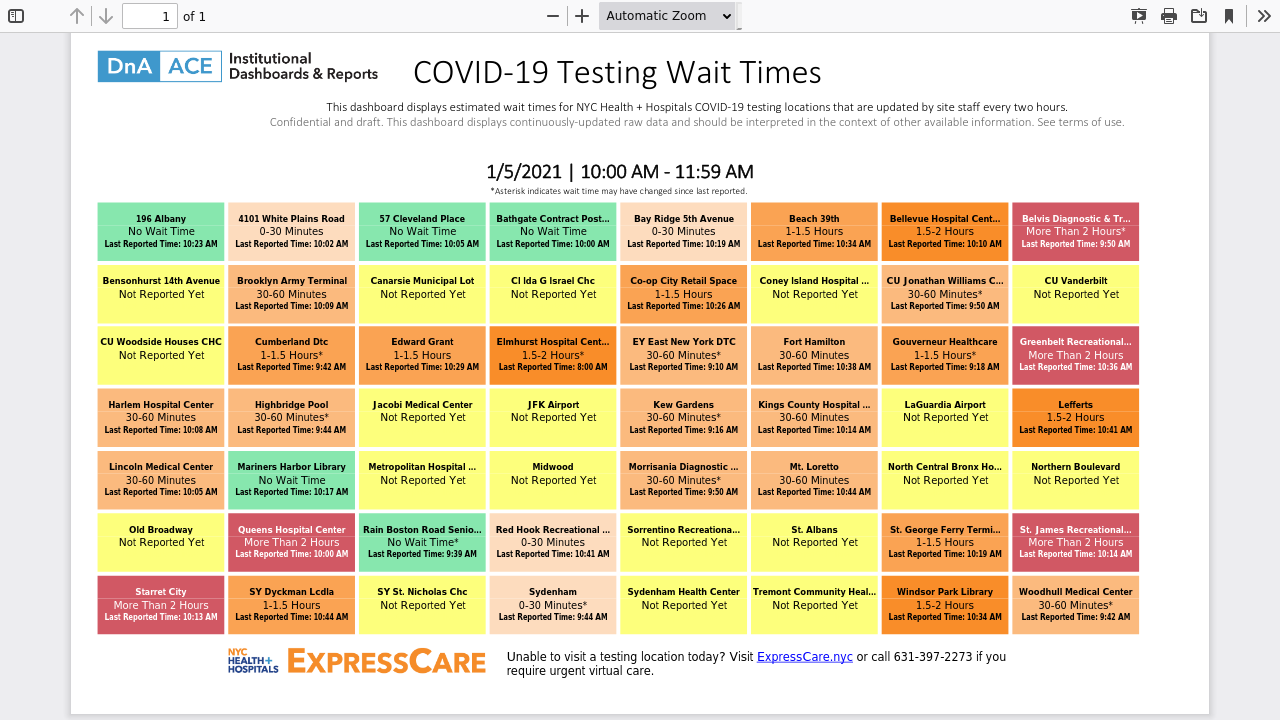 1 of 1 Automatic Zoom
DnA ACE Institutional
Dashboards & Reports
COVID-19 Testing Wait Times
This dashboard displays estimated wait times for NYC Health + Hospitals COVID-19 testing locations that are updated by site staff every two hours.
Confidential and draft. This dashboard displays continuously-updated raw data and should be interpreted in the context of other available information. See terms of use.
1/5/2021 | 10:00 AM - 11:59 AM
*Asterisk indicates wait time may have changed since last reported.
196 Albany
No Wait Time
Last Reported Time: 10:23 AM
4101 White Plains Road
0-30 Minutes
Last Reported Time: 10:02 AM
57 Cleveland Place
No Wait Time
Last Reported Time: 10:05 AM
Bathgate Contract Post...
No Wait Time
Last Reported Time: 10:00 AM
Bay Ridge 5th Avenue
0-30 Minutes
Last Reported Time: 10:19 AM
Beach 39th
1-1.5 Hours
Last Reported Time: 10:34 AM
Bellevue Hospital Cent...
1.5-2 Hours
Last Reported Time: 10:10 AM
Belvis Diagnostic & Tr...
More Than 2 Hours*
Last Reported Time: 9:50 AM
Bensonhurst 14th Avenue
Not Reported Yet
Brooklyn Army Terminal
30-60 Minutes
Last Reported Time: 10:09 AM
Canarsie Municipal Lot
Not Reported Yet
Cl lda G Israel Chc
Not Reported Yet
Co-op City Retail Space
1-1.5 Hours
Last Reported Time: 10:26 AM
Coney Island Hospital ...
Not Reported Yet
CU Jonathan Williams C...
30-60 Minutes*
Last Reported Time: 9:50 AM
CU Vanderbilt
Not Reported Yet
CU Woodside Houses CHC
Not Reported Yet
Cumberland Dtc
1-1.5 Hours*
Last Reported Time: 9:42 AM
Edward Grant
1-1.5 Hours
Last Reported Time: 10:29 AM
Elmhurst Hospital Cent...
1.5-2 Hours*
Last Reported Time: 8:00 AM
EY East New York DTC
30-60 Minutes*
Last Reported Time: 9:10 AM
Fort Hamilton
30-60 Minutes
Last Reported Time: 10:38 AM
Gouverneur Healthcare
1-1.5 Hours*
Last Reported Time: 9:18 AM
Greenbelt Recreational...
More Than 2 Hours
Last Reported Time: 10:36 AM
Harlem Hospital Center
30-60 Minutes
Last Reported Time: 10:08 AM
Highbridge Pool
30-60 Minutes*
Last Reported Time: 9:44 AM
Jacobi Medical Center
Not Reported Yet
JFK Airport
Not Reported Yet
Kew Gardens
30-60 Minutes*
Last Reported Time: 9:16 AM
Kings County Hospital ...
30-60 Minutes
Last Reported Time: 10:14 AM
LaGuardia Airport
Not Reported Yet
Lefferts
1.5-2 Hours
Last Reported Time: 10:41 AM
Lincoln Medical Center
30-60 Minutes
Last Reported Time: 10:05 AM
Mariners Harbor Library
No Wait Time
Last Reported Time: 10:17 AM
Metropolitan Hospital ...
Not Reported Yet
Midwood
Not Reported Yet
Morrisania Diagnostic ...
30-60 Minutes*
Last Reported Time: 9:50 AM
Mt. Loretto
30-60 Minutes
Last Reported Time: 10:44 AM
North Central Bronx Ho...
Not Reported Yet
Northern Boulevard
Not Reported Yet
Old Broadway
Not Reported Yet
Queens Hospital Center
More Than 2 Hours
Last Reported Time: 10:00 AM
Rain Boston Road Senio...
No Wait Time*
Last Reported Time: 9:39 AM
Red Hook Recreational ...
0-30 Minutes
Last Reported Time: 10:41 AM
Sorrentino Recreationa...
Not Reported Yet
St. Albans
Not Reported Yet
St. George Ferry Termi...
1-1.5 Hours
Last Reported Time: 10:19 AM
St. James Recreational...
More Than 2 Hours
Last Reported Time: 10:14 AM
Starret City
More Than 2 Hours
Last Reported Time: 10:13 AM
SY Dyckman Lcdla
1-1.5 Hours
Last Reported Time: 10:44 AM
SY St. Nicholas Chc
Not Reported Yet
Sydenham
0-30 Minutes*
Last Reported Time: 9:44 AM
Sydenham Health Center
Not Reported Yet
Tremont Community Heal...
Not Reported Yet
Windsor Park Library
1.5-2 Hours
Last Reported Time: 10:34 AM
Woodhull Medical Center
30-60 Minutes*
Last Reported Time: 9:42 AM
NYC
HEALTH+
HOSPITALS
EXPRESSCARE
Unable to visit a testing location today? Visit ExpressCare.nyc or call 631-397-2273 if you
require urgent virtual care.